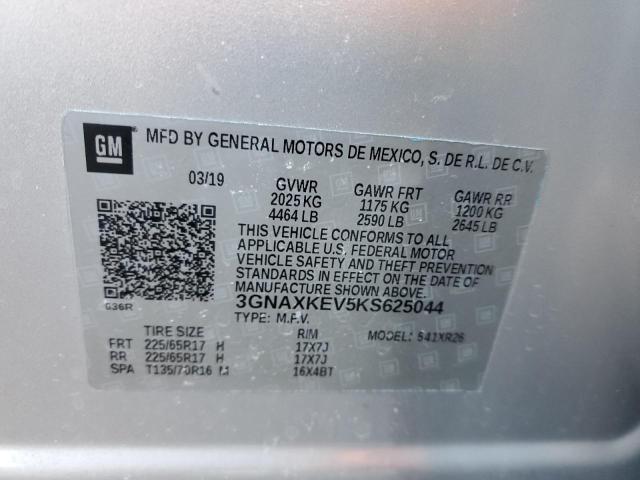 GM
MFD BY GENERAL MOTORS DE MEXICO, S. DE R.L. DE C.V.
03/19 GVWR GAWR FRT GAWR RR
2025 KG 1175 KG 1200 KG
4464 LB 2590 LB 2645 LB
THIS VEHICLE CONFORMS TO ALL
APPLICABLE U.S. FEDERAL MOTOR
VEHICLE SAFETY AND THEFT PREVENTION
STANDARDS IN EFFECT ON THE DATE OF
MANUFACTURE SHOWN ABOVE.
G36R 3GNAXKEV5KS625044
TYPE: M.P.V. MODEL: S41XR26
TIRE SIZE RIM
FRT 225/65R17 H 17X7J
RR 225/65R17 H 17X7J
SPA T135/70R16 M 16X4BT